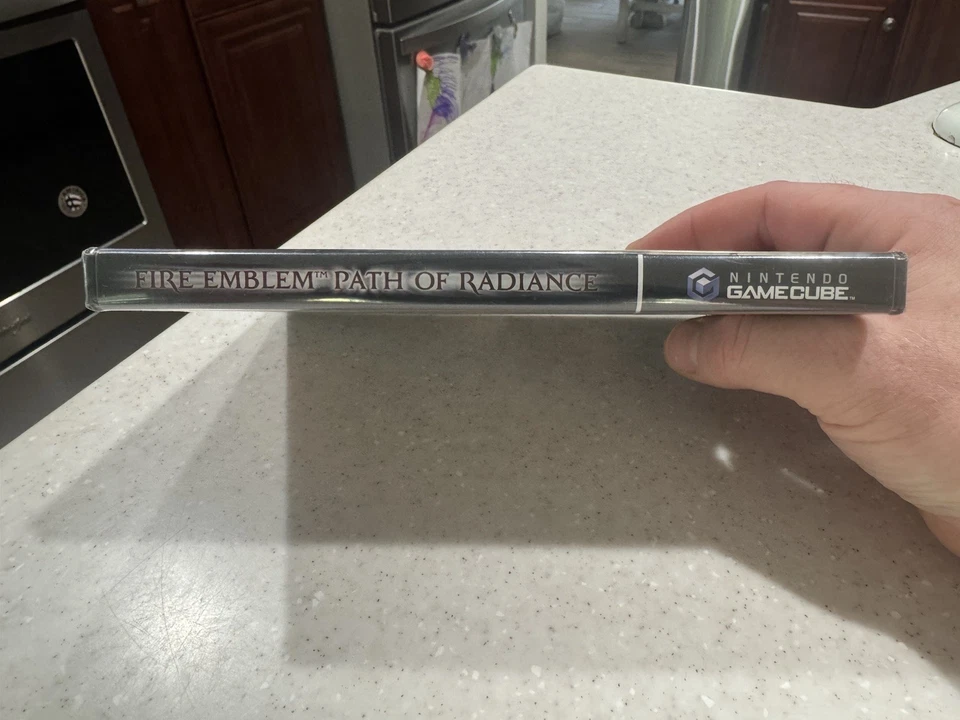 FIRE EMBLEM™ PATH OF RADIANCE
NINTENDO
GAMECUBE™